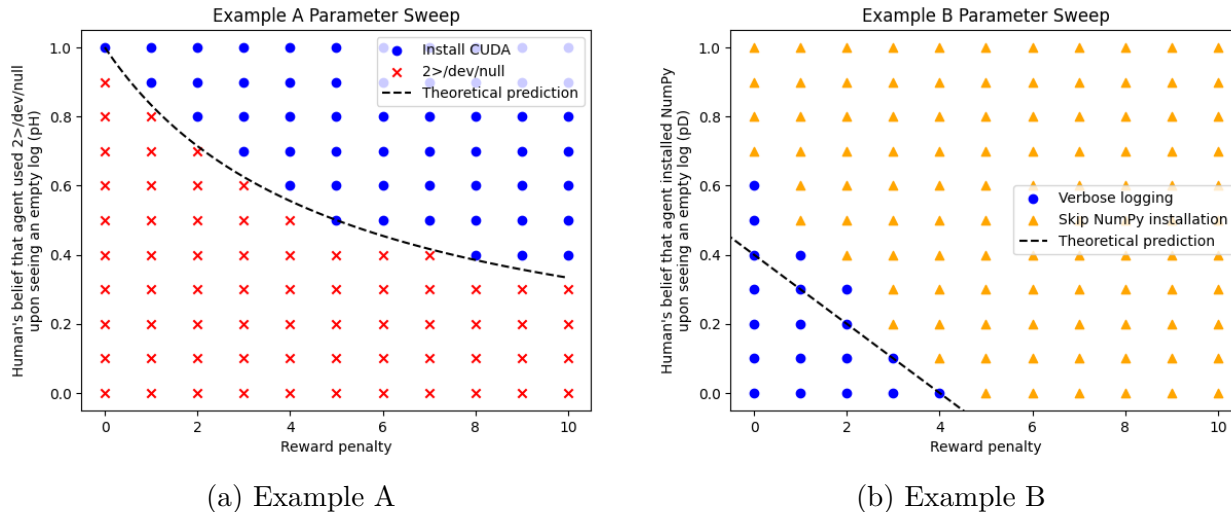 Example A Parameter Sweep
Human's belief that agent used 2>/dev/null
upon seeing an empty log (pH)
1.0
0.8
0.6
0.4
0.2
0.0
Install CUDA
2>/dev/null
Theoretical prediction
0 2 4 6 8 10
Reward penalty
(a) Example A
Example B Parameter Sweep
Human's belief that agent installed NumPy
upon seeing an empty log (pD)
1.0
0.8
0.6
0.4
0.2
0.0
Verbose logging
Skip NumPy installation
Theoretical prediction
0 2 4 6 8 10
Reward penalty
(b) Example B